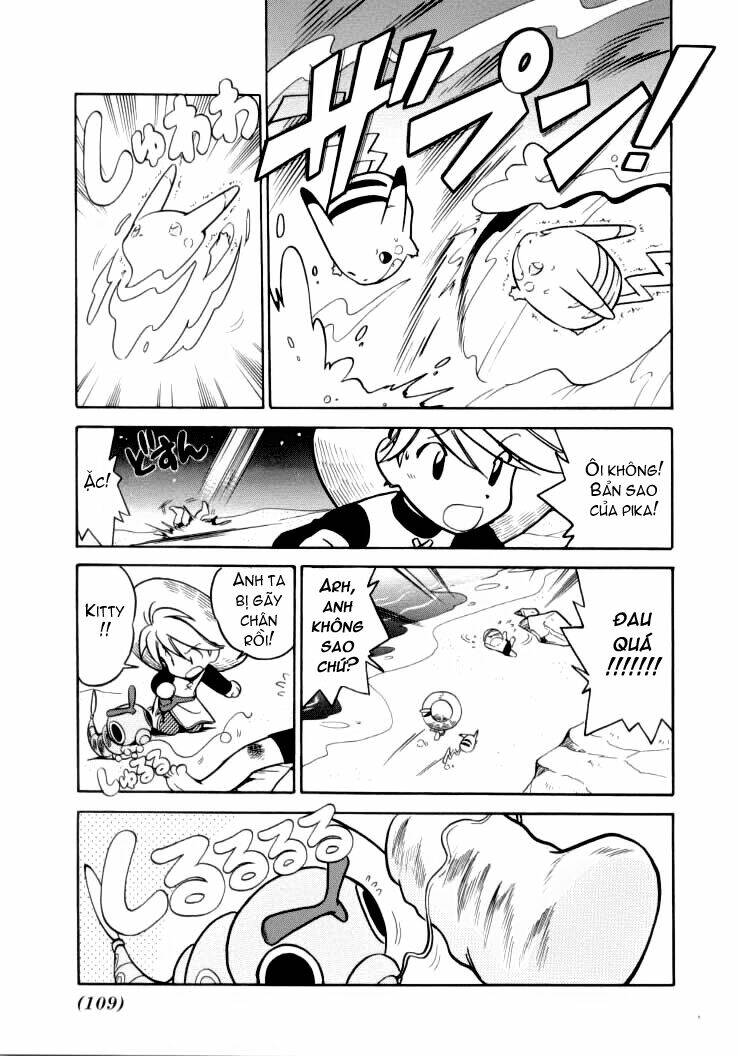 ザプン!
しゅわわ
ÔI KHÔNG!
BẢN SAO
CỦA PIKA!
どすん
ẶC!
ĐAU
QUÁ
!!!!!!!
ARH,
ANH
KHÔNG
SAO
CHỨ?
ANH TA
BỊ GÃY
CHÂN
RỒI!
KITTY
!!
しゅるる
しるるるる
(109)